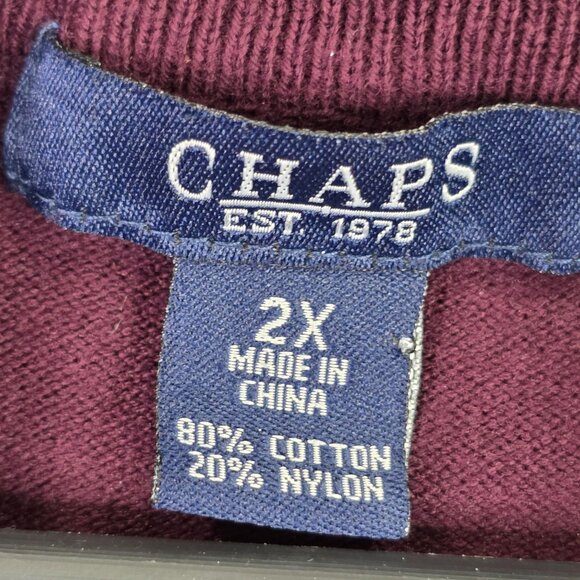 CHAPS
EST. 1978
2X
MADE IN
CHINA
80% COTTON
20% NYLON